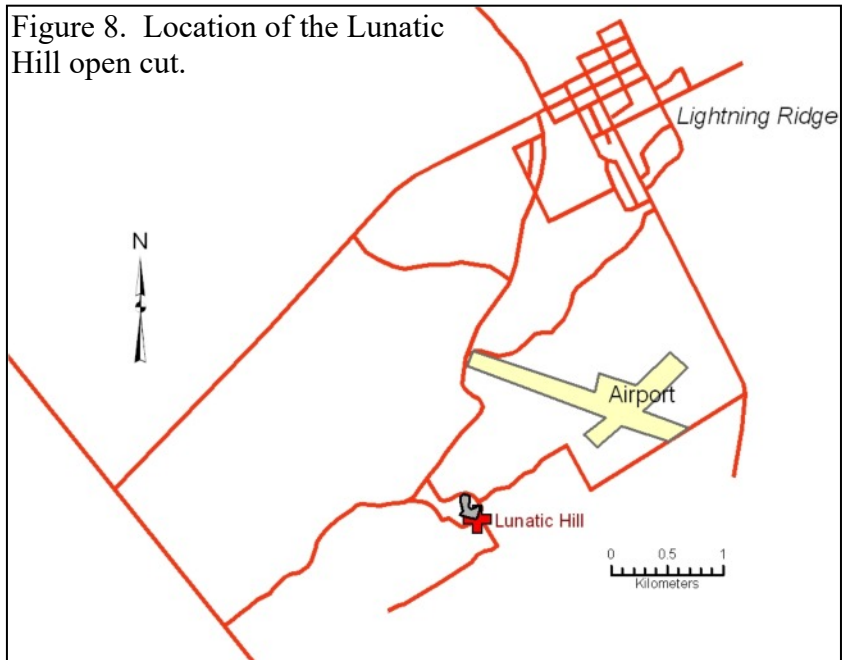 Figure 8. Location of the Lunatic
Hill open cut.
Lightning Ridge
N
Airport
Lunatic Hill
0 0.5 1
Kilometers